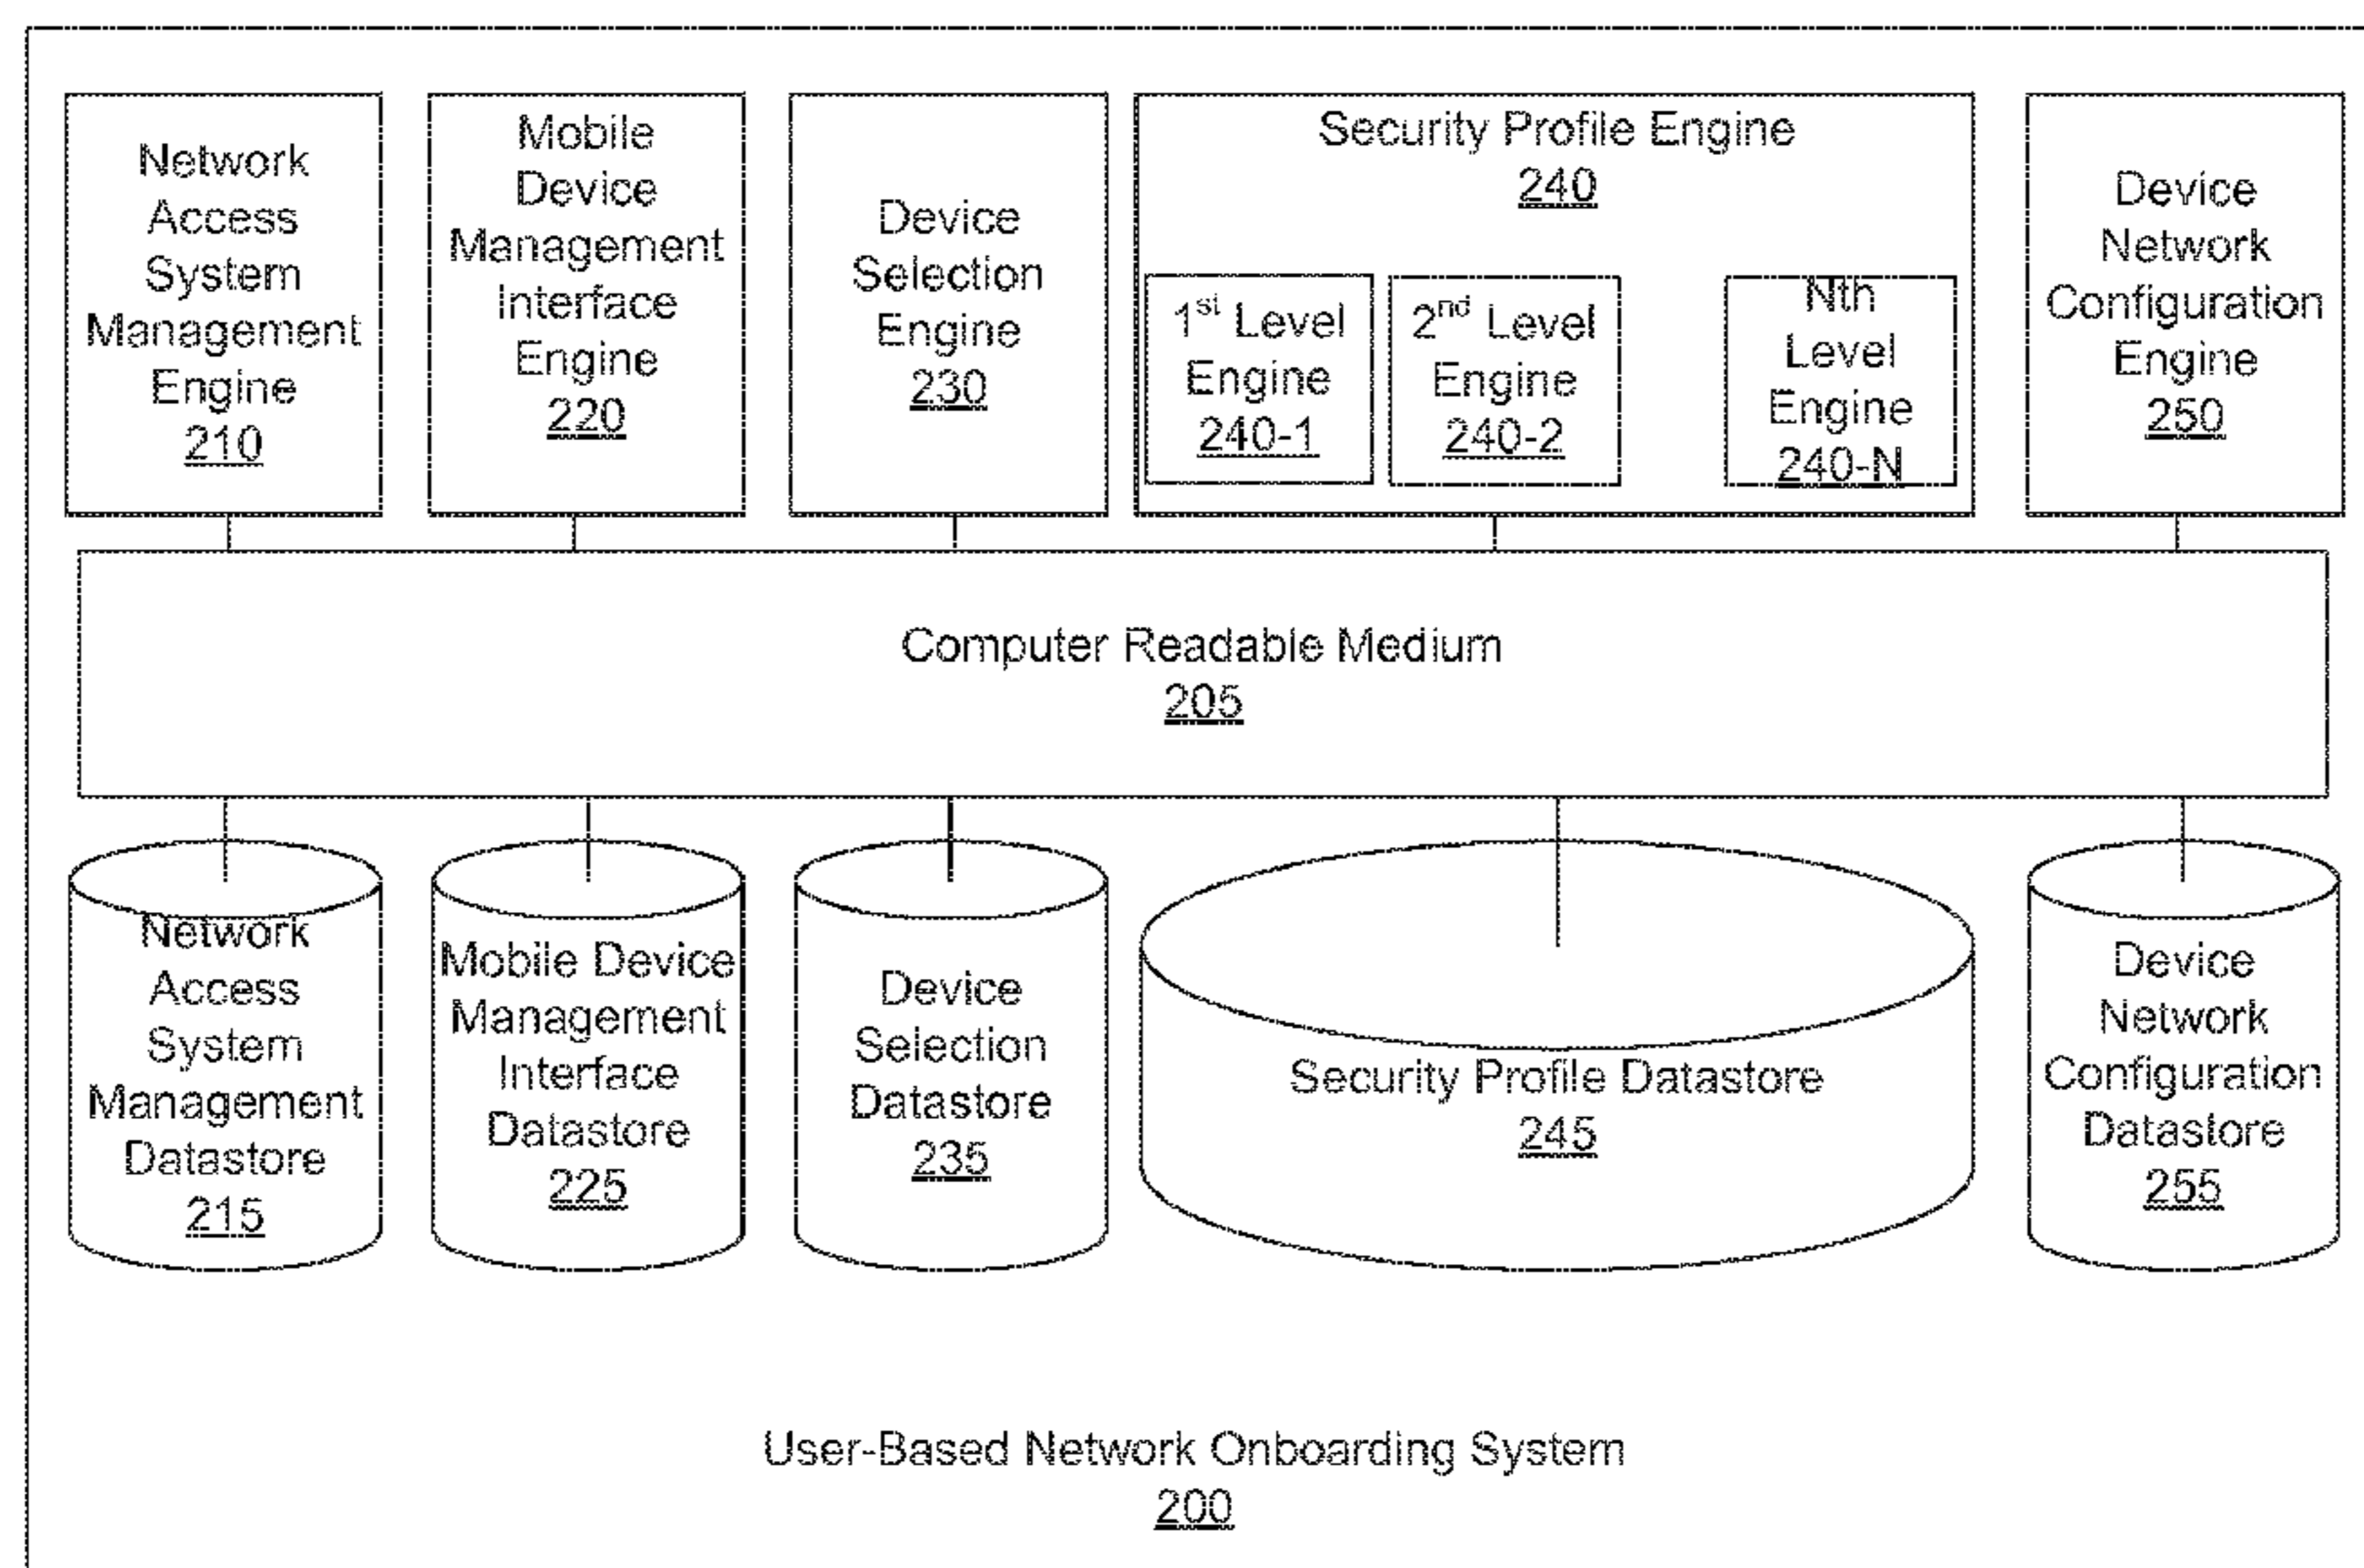 Network
Access
System
Management
Engine
210
Mobile
Device
Management
Interface
Engine
220
Device
Selection
Engine
230
Security Profile Engine
240
1st Level
Engine
240-1
2nd Level
Engine
240-2
Nth
Level
Engine
240-N
Device
Network
Configuration
Engine
250
Computer Readable Medium
205
Network
Access
System
Management
Datastore
215
Mobile Device
Management
Interface
Datastore
225
Device
Selection
Datastore
235
Security Profile Datastore
245
Device
Network
Configuration
Datastore
255
User-Based Network Onboarding System
200